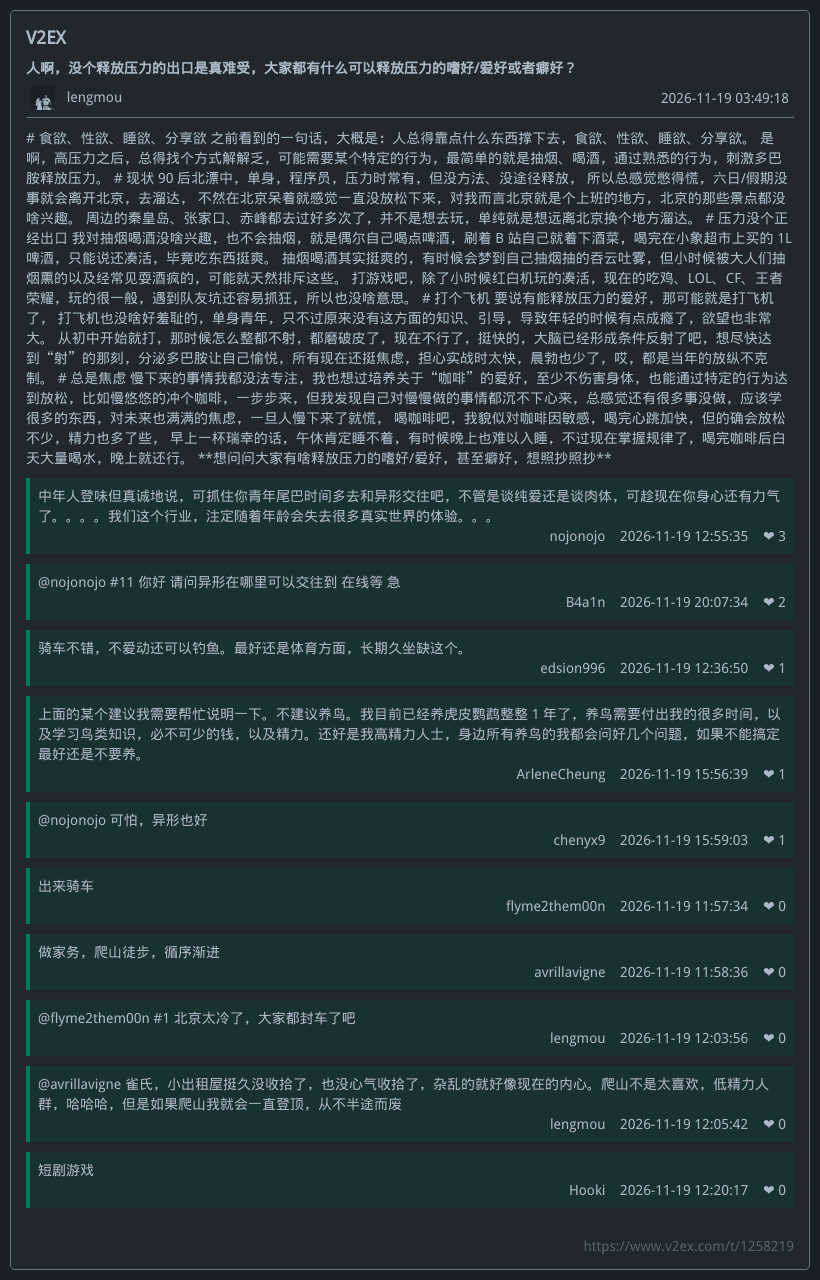 V2EX
人啊，没个释放压力的出口是真难受，大家都有什么可以释放压力的嗜好/爱好或者癖好？
lengmou 2026-11-19 03:49:18
# 食欲、性欲、睡欲、分享欲 之前看到的一句话，大概是：人总得靠点什么东西撑下去，食欲、性欲、睡欲、分享欲。 是
啊，高压力之后，总得找个方式解解乏，可能需要某个特定的行为，最简单的就是抽烟、喝酒，通过熟悉的行为，刺激多巴
胺释放压力。 # 现状 90 后北漂中，单身，程序员，压力时常有，但没方法、没途径释放， 所以总感觉憋得慌，六日/假期没
事就会离开北京，去溜达， 不然在北京呆着就感觉一直没放松下来，对我而言北京就是个上班的地方，北京的那些景点都没
啥兴趣。 周边的秦皇岛、张家口、赤峰都去过好多次了，并不是想去玩，单纯就是想远离北京换个地方溜达。 # 压力没个正
经出口 我对抽烟喝酒没啥兴趣，也不会抽烟，就是偶尔自己喝点啤酒，刷着 B 站自己就着下酒菜，喝完在小象超市上买的 1L
啤酒，只能说还凑活，毕竟吃东西挺爽。 抽烟喝酒其实挺爽的，有时候会梦到自己抽烟抽的吞云吐雾，但小时候被大人们抽
烟熏的以及经常见耍酒疯的，可能就天然排斥这些。 打游戏吧，除了小时候红白机玩的凑活，现在的吃鸡、LOL、CF、王者
荣耀，玩的很一般，遇到队友坑还容易抓狂，所以也没啥意思。 # 打个飞机 要说有能释放压力的爱好，那可能就是打飞机
了， 打飞机也没啥好羞耻的，单身青年，只不过原来没有这方面的知识、引导，导致年轻的时候有点成瘾了，欲望也非常
大。 从初中开始就打，那时候怎么整都不射，都磨破皮了，现在不行了，挺快的，大脑已经形成条件反射了吧，想尽快达
到“射”的那刻，分泌多巴胺让自己愉悦，所有现在还挺焦虑，担心实战时太快，晨勃也少了，哎，都是当年的放纵不克
制。 # 总是焦虑 慢下来的事情我都没法专注，我也想过培养关于“咖啡”的爱好，至少不伤害身体，也能通过特定的行为达
到放松，比如慢悠悠的冲个咖啡，一步步来，但我发现自己对慢慢做的事情都沉不下心来，总感觉还有很多事没做，应该学
很多的东西，对未来也满满的焦虑，一旦人慢下来了就慌， 喝咖啡吧，我貌似对咖啡因敏感，喝完心跳加快，但的确会放松
不少，精力也多了些， 早上一杯瑞幸的话，午休肯定睡不着，有时候晚上也难以入睡，不过现在掌握规律了，喝完咖啡后白
天大量喝水，晚上就还行。 **想问问大家有啥释放压力的嗜好/爱好，甚至癖好，想照抄照抄**
中年人登味但真诚地说，可抓住你青年尾巴时间多去和异形交往吧，不管是谈纯爱还是谈肉体，可趁现在你身心还有力气
了。。。。我们这个行业，注定随着年龄会失去很多真实世界的体验。。。
nojonojo 2026-11-19 12:55:35 ❤ 3
@nojonojo #11 你好 请问异形在哪里可以交往到 在线等 急
B4a1n 2026-11-19 20:07:34 ❤ 2
骑车不错，不爱动还可以钓鱼。最好还是体育方面，长期久坐缺这个。
edsion996 2026-11-19 12:36:50 ❤ 1
上面的某个建议我需要帮忙说明一下。不建议养鸟。我目前已经养虎皮鹦鹉整整 1 年了，养鸟需要付出我的很多时间，以
及学习鸟类知识，必不可少的钱，以及精力。还好是我高精力人士，身边所有养鸟的我都会问好几个问题，如果不能搞定
最好还是不要养。
ArleneCheung 2026-11-19 15:56:39 ❤ 1
@nojonojo 可怕，异形也好
chenyx9 2026-11-19 15:59:03 ❤ 1
出来骑车
flyme2them00n 2026-11-19 11:57:34 ❤ 0
做家务，爬山徒步，循序渐进
avrillavigne 2026-11-19 11:58:36 ❤ 0
@flyme2them00n #1 北京太冷了，大家都封车了吧
lengmou 2026-11-19 12:03:56 ❤ 0
@avrillavigne 雀氏，小出租屋挺久没收拾了，也没心气收拾了，杂乱的就好像现在的内心。爬山不是太喜欢，低精力人
群，哈哈哈，但是如果爬山我就会一直登顶，从不半途而废
lengmou 2026-11-19 12:05:42 ❤ 0
短剧游戏
Hooki 2026-11-19 12:20:17 ❤ 0
https://www.v2ex.com/t/1258219